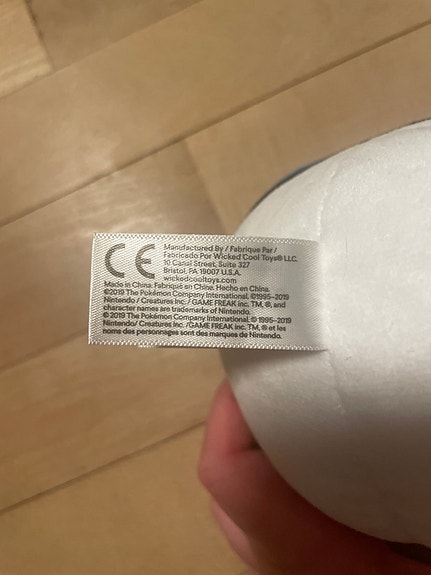 CE
Manufactured By / Fabrique Par /
Fabricado Por Wicked Cool Toys® LLC.
10 Canal Street, Suite 327
Bristol, PA 19007 U.S.A.
wickedcooltoys.com
Made in China. Fabriqué en Chine. Hecho en China.
©2019 The Pokémon Company International. ©1995-2019
Nintendo / Creatures Inc. / GAME FREAK inc. TM, ®, and
character names are trademarks of Nintendo.
© 2019 The Pokémon Company International. © 1995-2019
Nintendo/ Creatures Inc. /GAME FREAK inc. TM, ® et les
noms des personnages sont des marques de Nintendo.